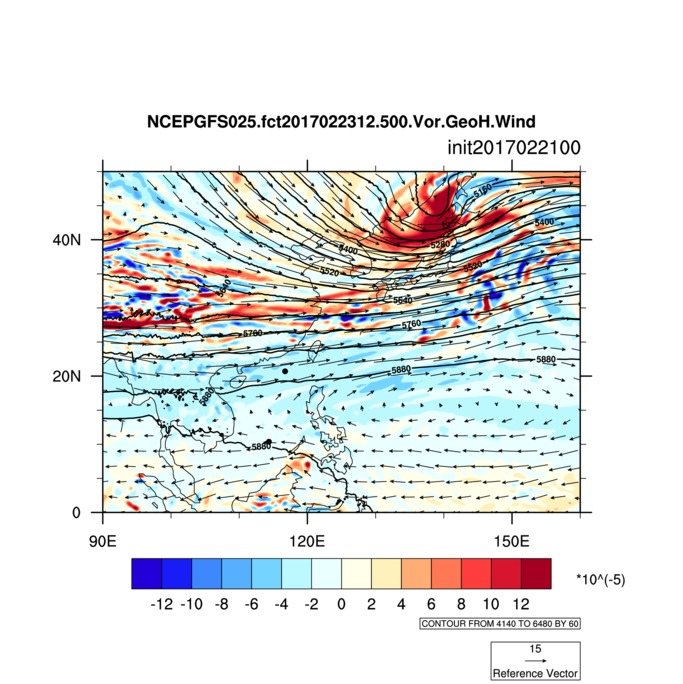 NCEPGFS025.fct2017022312.500.Vor.GeoH.Wind
init2017022100
5160
5400
5280
5400
5520
5520
5640
5640
5760
5760
5880
5880
5880
5880
40N
20N
0
90E 120E 150E
-12 -10 -8 -6 -4 -2 0 2 4 6 8 10 12
*10^(-5)
CONTOUR FROM 4140 TO 6480 BY 60
15
Reference Vector